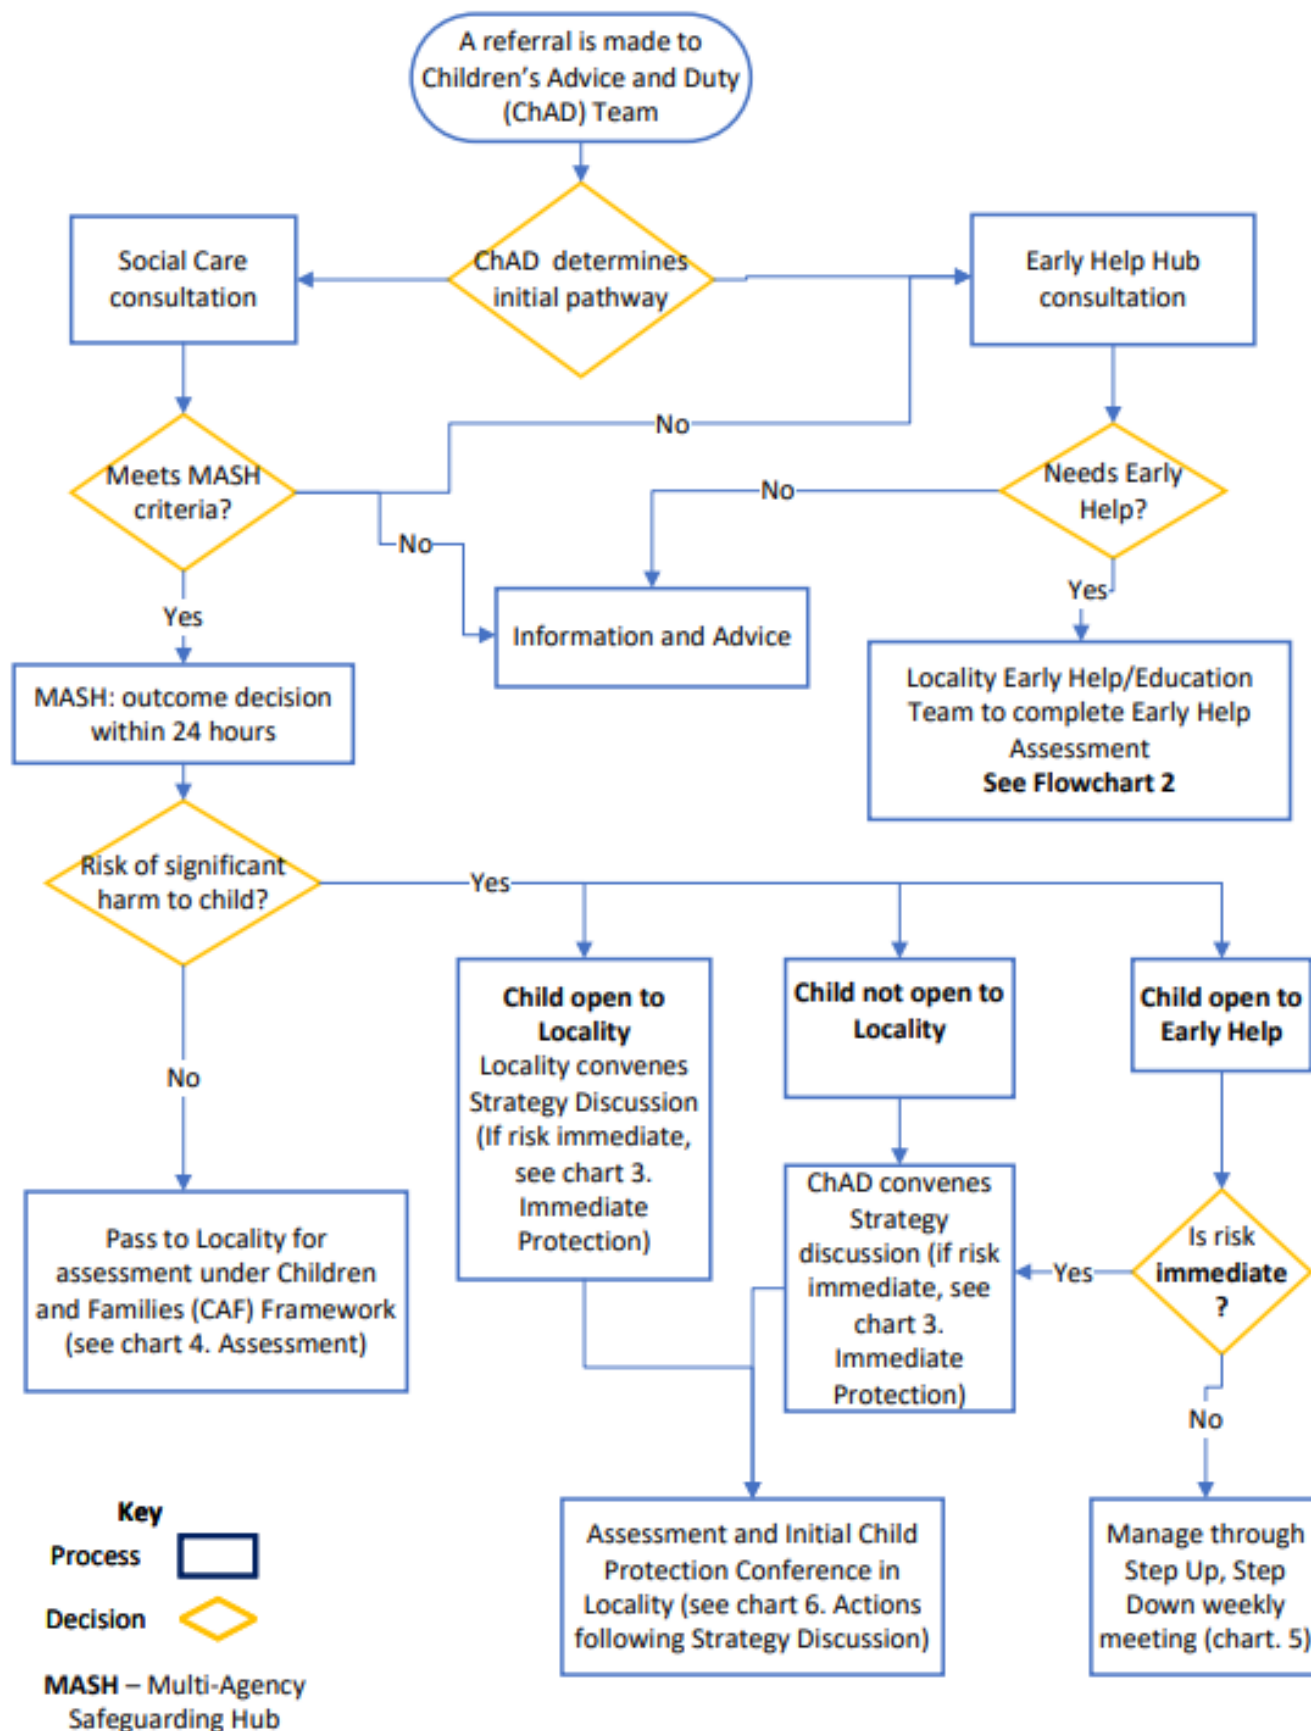 A referral is made to
Children’s Advice and Duty
(ChAD) Team
Social Care
consultation
ChAD determines
initial pathway
Early Help Hub
consultation
No
Meets MASH
criteria?
Needs Early
Help?
No
No
Yes
Yes
Information and Advice
MASH: outcome decision
within 24 hours
Locality Early Help/Education
Team to complete Early Help
Assessment
See Flowchart 2
Risk of significant
harm to child?
Yes
Child open to
Locality
Locality convenes
Strategy Discussion
(If risk immediate,
see chart 3.
Immediate
Protection)
Child not open to
Locality
Child open to
Early Help
No
ChAD convenes
Strategy
discussion (if risk
immediate, see
chart 3.
Immediate
Protection)
Yes
Is risk
immediate
?
Pass to Locality for
assessment under Children
and Families (CAF) Framework
(see chart 4. Assessment)
No
Assessment and Initial Child
Protection Conference in
Locality (see chart 6. Actions
following Strategy Discussion)
Manage through
Step Up, Step
Down weekly
meeting (chart. 5)
Key
Process
Decision
MASH – Multi-Agency
Safeguarding Hub